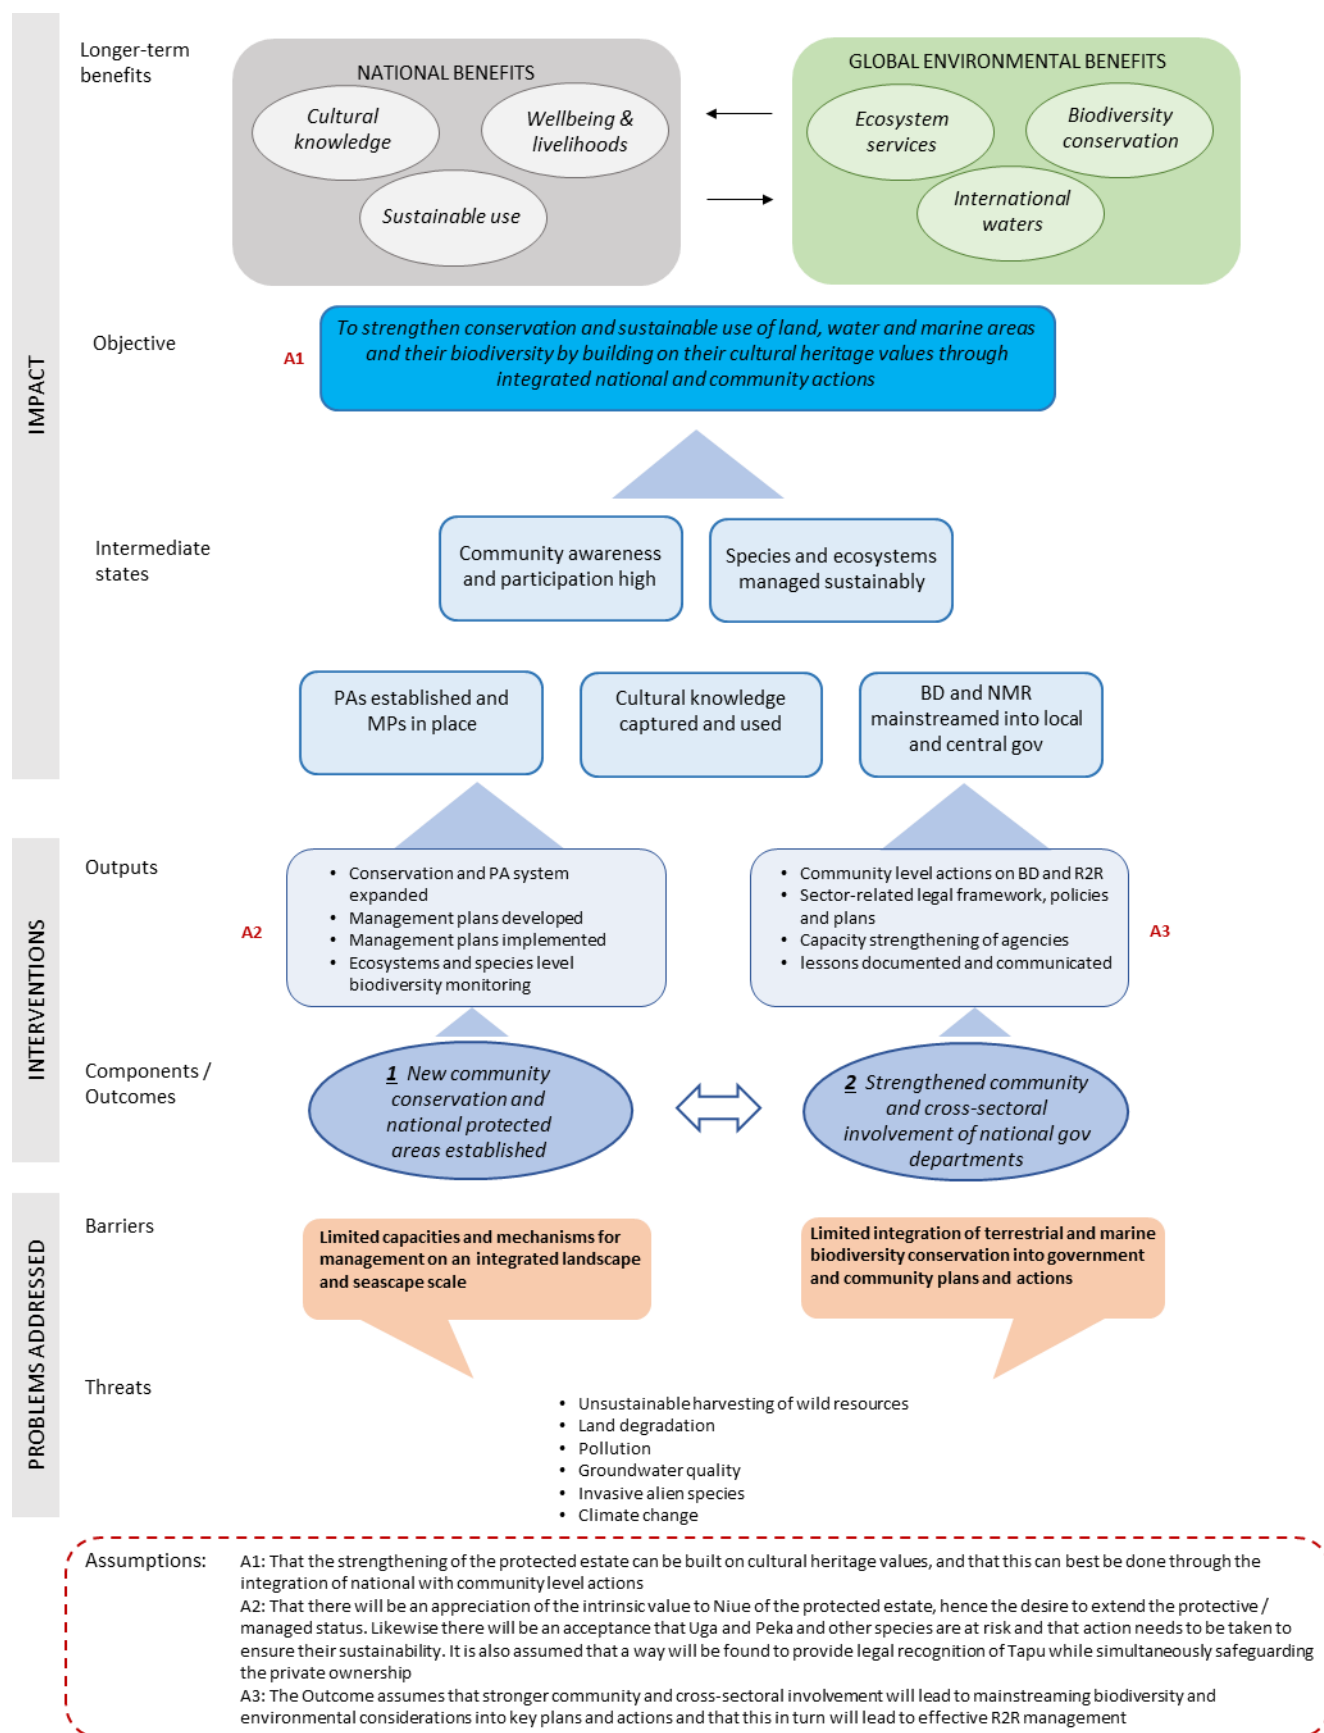 IMPACT
Longer-term
benefits
NATIONAL BENEFITS
Cultural
knowledge
Wellbeing &
livelihoods
Sustainable use
GLOBAL ENVIRONMENTAL BENEFITS
Ecosystem
services
Biodiversity
conservation
International
waters
Objective
A1
To strengthen conservation and sustainable use of land, water and marine areas
and their biodiversity by building on their cultural heritage values through
integrated national and community actions
Intermediate
states
Community awareness
and participation high
Species and ecosystems
managed sustainably
PAs established and
MPs in place
Cultural knowledge
captured and used
BD and NMR
mainstreamed into local
and central gov
INTERVENTIONS
Outputs
A2
• Conservation and PA system
expanded
• Management plans developed
• Management plans implemented
• Ecosystems and species level
biodiversity monitoring
• Community level actions on BD and R2R
• Sector-related legal framework, policies
and plans
• Capacity strengthening of agencies
• lessons documented and communicated
A3
Components /
Outcomes
1 New community
conservation and
national protected
areas established
2 Strengthened community
and cross-sectoral
involvement of national gov
departments
PROBLEMS ADDRESSED
Barriers
Limited capacities and mechanisms for
management on an integrated landscape
and seascape scale
Limited integration of terrestrial and marine
biodiversity conservation into government
and community plans and actions
Threats
• Unsustainable harvesting of wild resources
• Land degradation
• Pollution
• Groundwater quality
• Invasive alien species
• Climate change
Assumptions:
A1: That the strengthening of the protected estate can be built on cultural heritage values, and that this can best be done through the
integration of national with community level actions
A2: That there will be an appreciation of the intrinsic value to Niue of the protected estate, hence the desire to extend the protective /
managed status. Likewise there will be an acceptance that Uga and Peka and other species are at risk and that action needs to be taken to
ensure their sustainability. It is also assumed that a way will be found to provide legal recognition of Tapu while simultaneously safeguarding
the private ownership
A3: The Outcome assumes that stronger community and cross-sectoral involvement will lead to mainstreaming biodiversity and
environmental considerations into key plans and actions and that this in turn will lead to effective R2R management